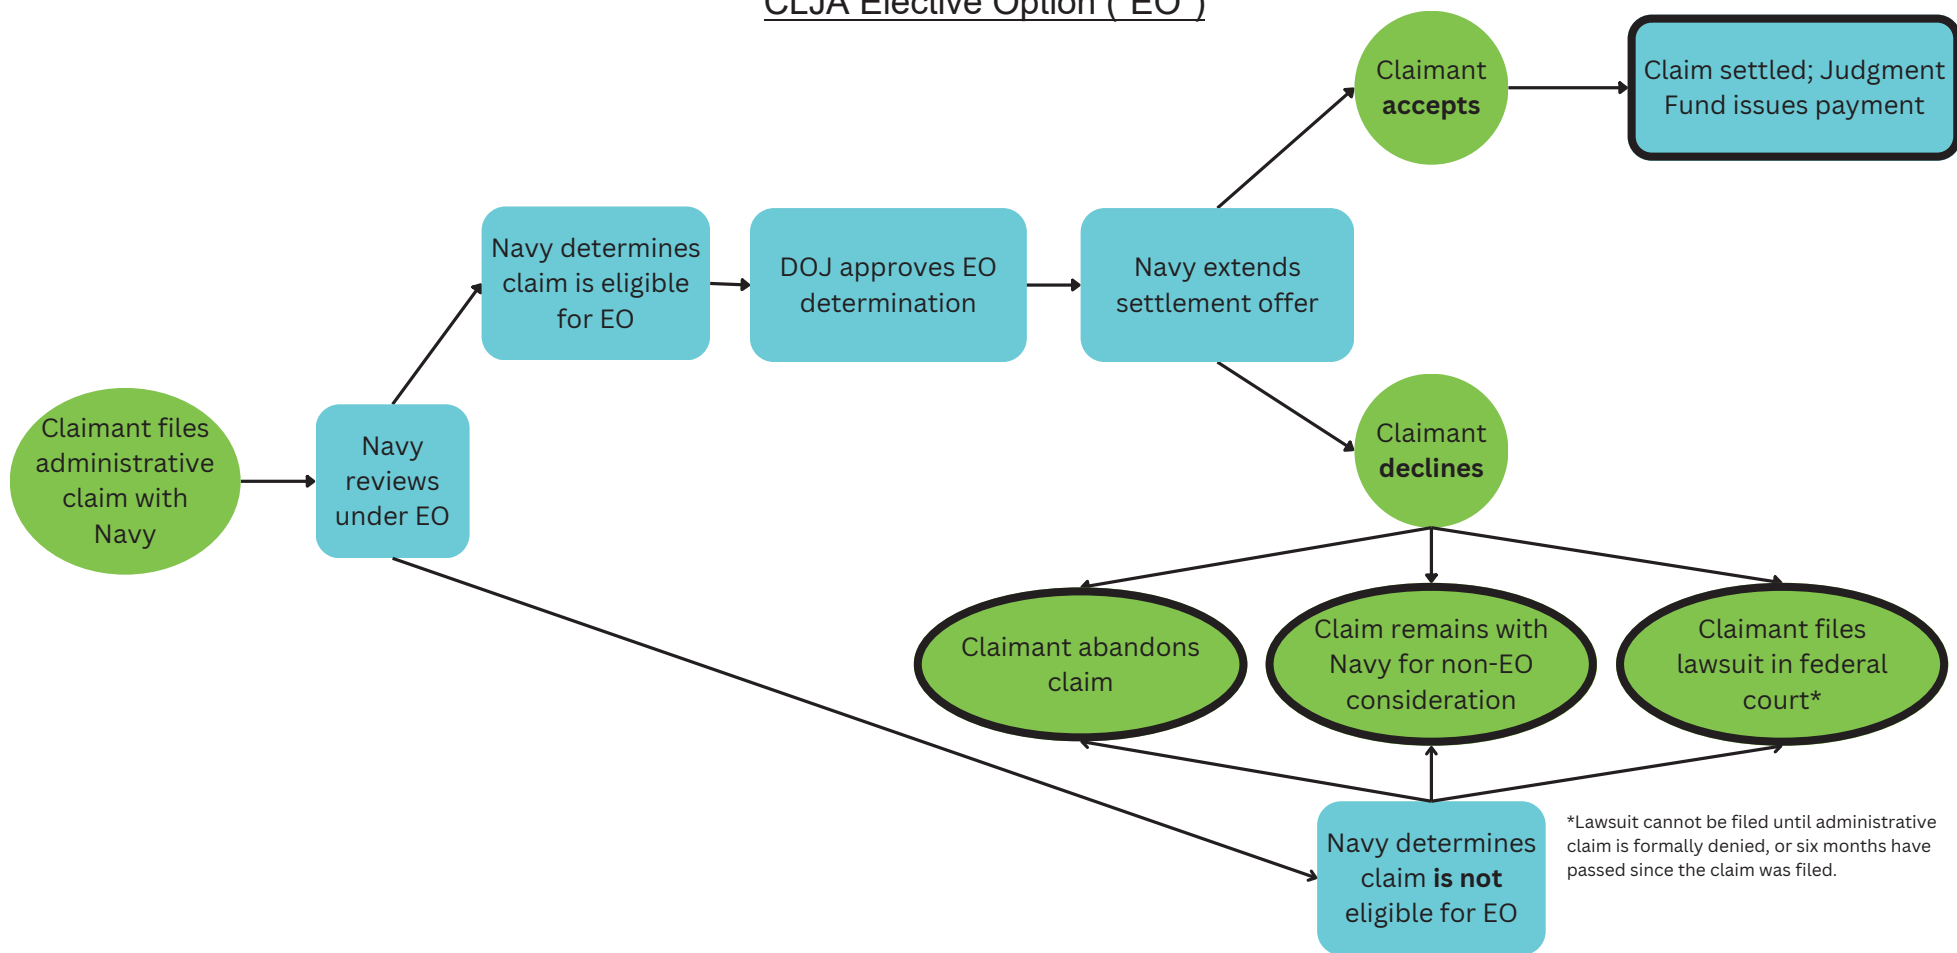 CLJA Elective Option ("EO")
Claimant
accepts
Claim settled; Judgment
Fund issues payment
Navy determines
claim is eligible
for EO
DOJ approves EO
determination
Navy extends
settlement offer
Claimant files
administrative
claim with
Navy
Navy
reviews
under EO
Claimant
declines
Claimant abandons
claim
Claim remains with
Navy for non-EO
consideration
Claimant files
lawsuit in federal
court*
Navy determines
claim is not
eligible for EO
*Lawsuit cannot be filed until administrative
claim is formally denied, or six months have
passed since the claim was filed.